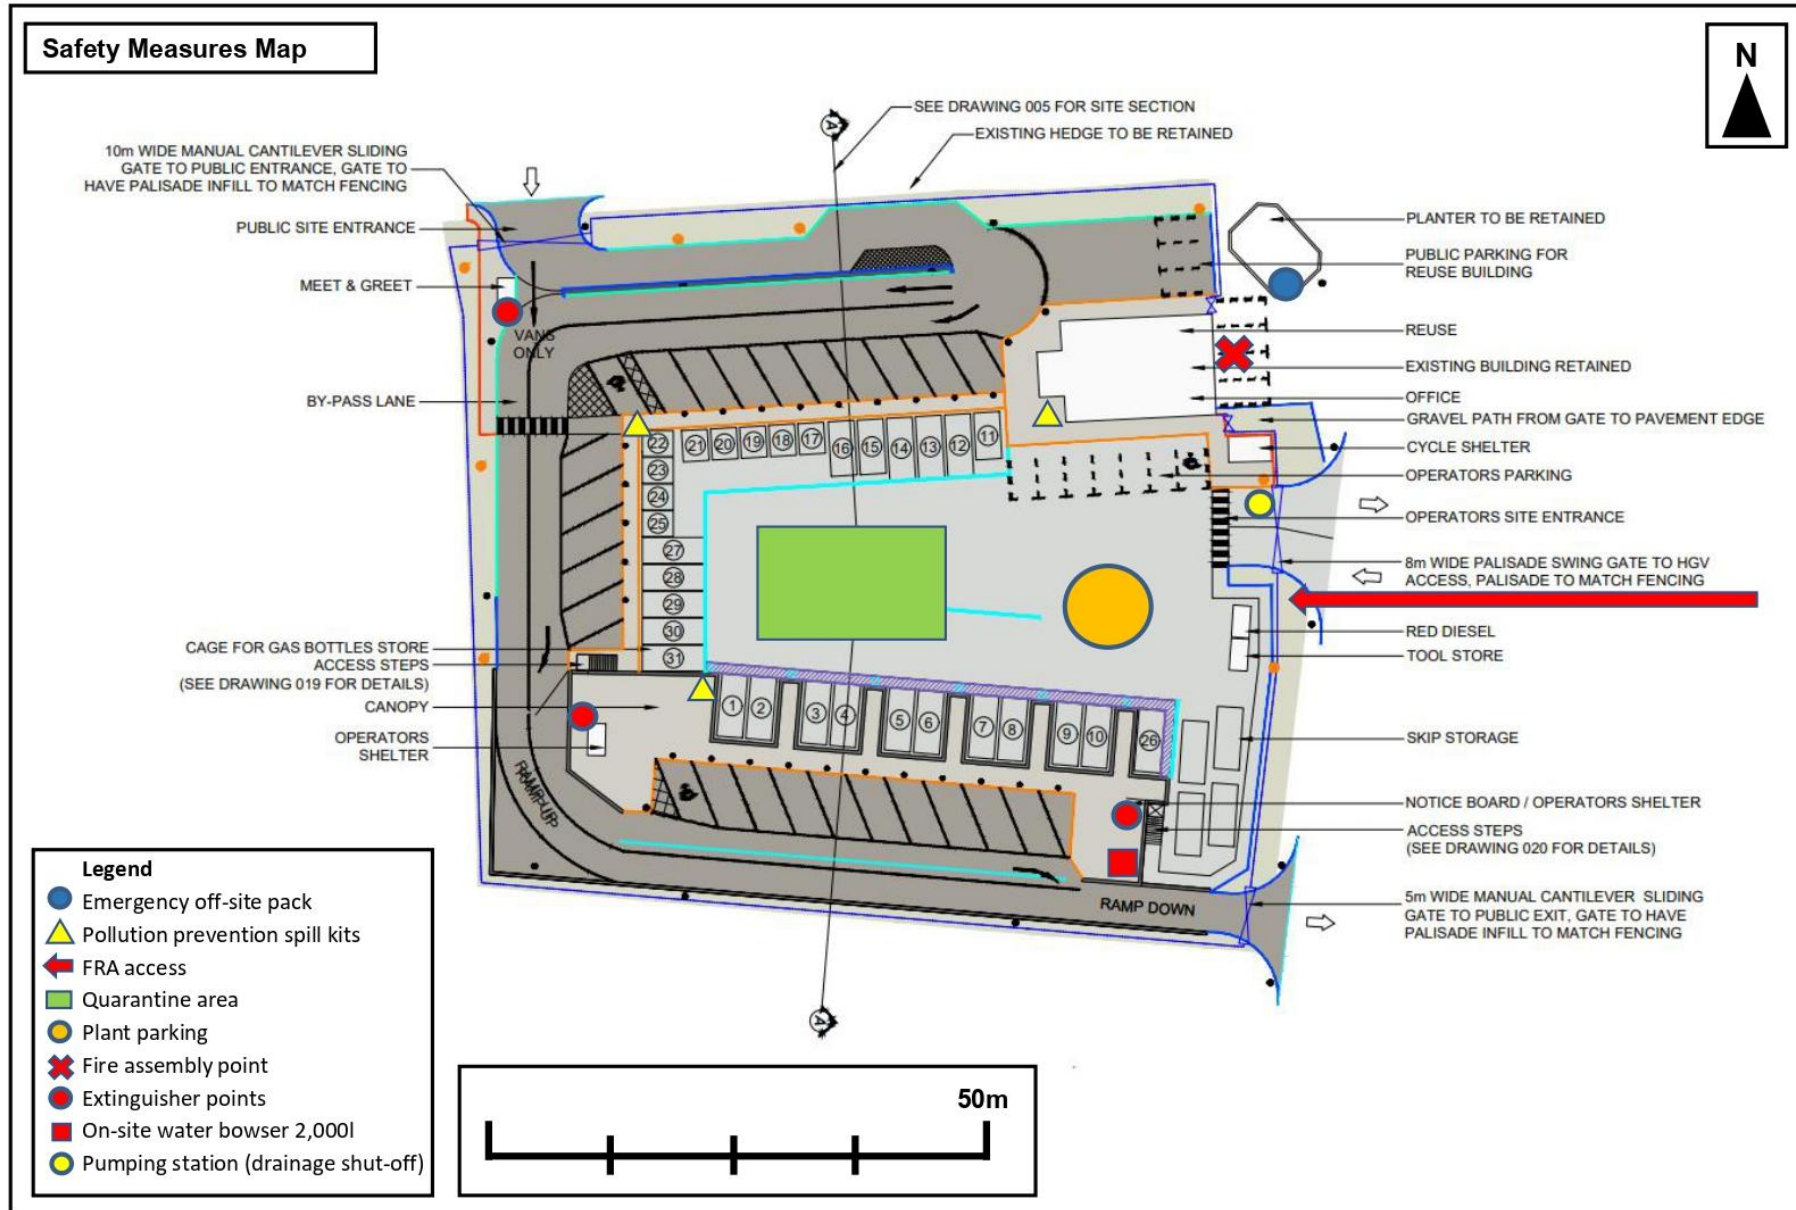 Safety Measures Map
N
SEE DRAWING 005 FOR SITE SECTION
EXISTING HEDGE TO BE RETAINED
10m WIDE MANUAL CANTILEVER SLIDING
GATE TO PUBLIC ENTRANCE, GATE TO
HAVE PALISADE INFILL TO MATCH FENCING
PUBLIC SITE ENTRANCE
MEET & GREET
BY-PASS LANE
CAGE FOR GAS BOTTLES STORE
ACCESS STEPS
(SEE DRAWING 019 FOR DETAILS)
CANOPY
OPERATORS
SHELTER
A
VANS
ONLY
22
21
20
19
18
17
16
15
14
13
12
11
23
24
25
27
28
29
30
31
1
2
3
4
5
6
7
8
9
10
26
RAMP UP
RAMP DOWN
A
PLANTER TO BE RETAINED
PUBLIC PARKING FOR
REUSE BUILDING
REUSE
EXISTING BUILDING RETAINED
OFFICE
GRAVEL PATH FROM GATE TO PAVEMENT EDGE
CYCLE SHELTER
OPERATORS PARKING
OPERATORS SITE ENTRANCE
8m WIDE PALISADE SWING GATE TO HGV
ACCESS, PALISADE TO MATCH FENCING
RED DIESEL
TOOL STORE
SKIP STORAGE
NOTICE BOARD / OPERATORS SHELTER
ACCESS STEPS
(SEE DRAWING 020 FOR DETAILS)
5m WIDE MANUAL CANTILEVER SLIDING
GATE TO PUBLIC EXIT, GATE TO HAVE
PALISADE INFILL TO MATCH FENCING
Legend
Emergency off-site pack
Pollution prevention spill kits
FRA access
Quarantine area
Plant parking
Fire assembly point
Extinguisher points
On-site water bowser 2,000l
Pumping station (drainage shut-off)
50m